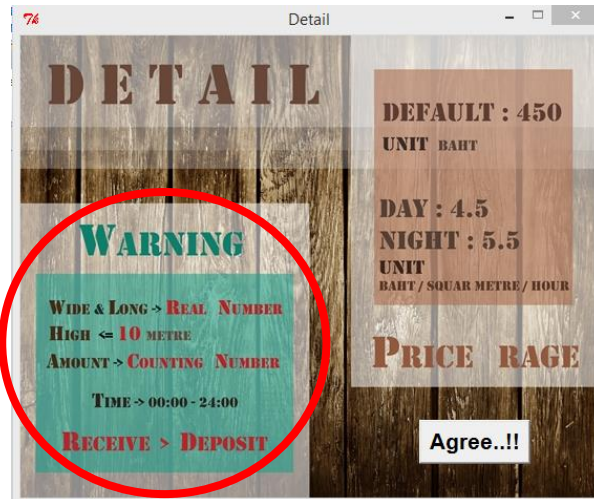 Detail
DETAIL
WARNING
WIDE & LONG -> REAL NUMBER
HIGH <= 10 METRE
AMOUNT -> COUNTING NUMBER
TIME -> 00:00 - 24:00
RECEIVE > DEPOSIT
DEFAULT : 450
UNIT BAHT
DAY : 4.5
NIGHT : 5.5
UNIT
BAHT / SQUAR METRE / HOUR
PRICE RAGE
Agree..!!